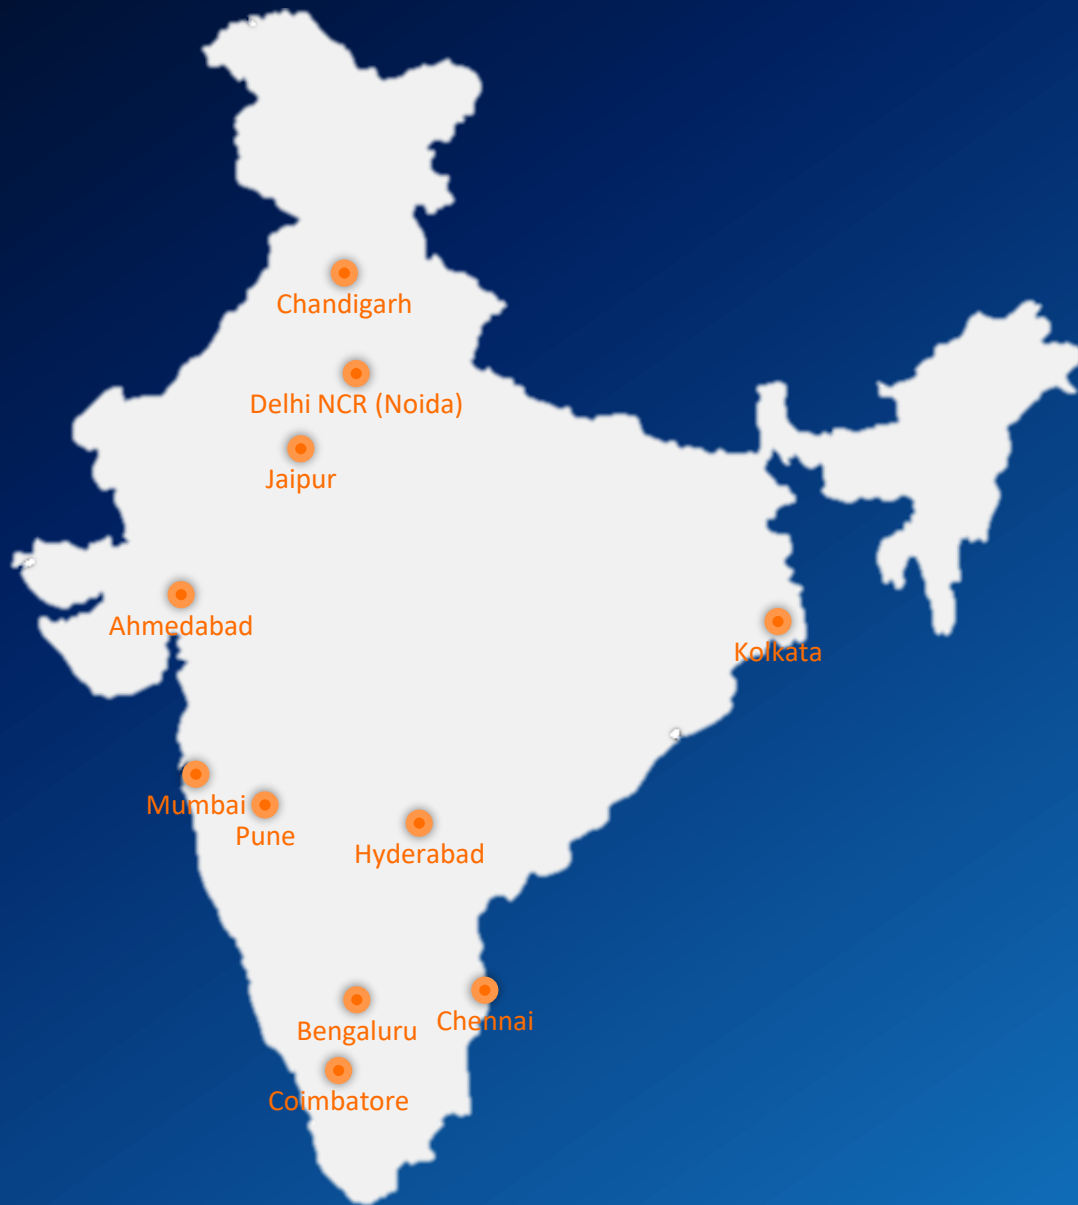 Chandigarh
Delhi NCR (Noida)
Jaipur
Ahmedabad
Kolkata
Mumbai
Pune
Hyderabad
Bengaluru
Chennai
Coimbatore